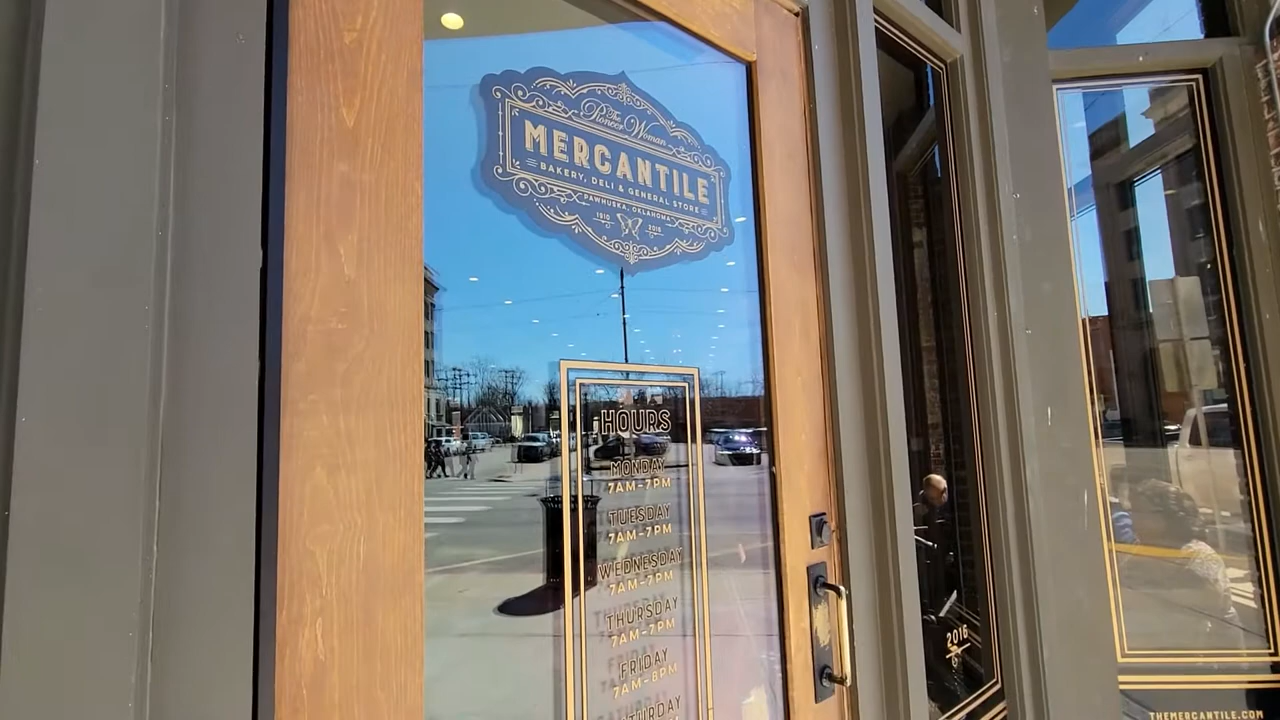 The
Pioneer Woman
MERCANTILE
BAKERY, DELI & GENERAL STORE
PAWHUSKA, OKLAHOMA
1910 2016
HOURS
MONDAY
7AM-7PM
TUESDAY
7AM-7PM
WEDNESDAY
7AM-7PM
THURSDAY
7AM-7PM
FRIDAY
7AM-8PM
SATURDAY
2016
THEMERCANTILE.COM